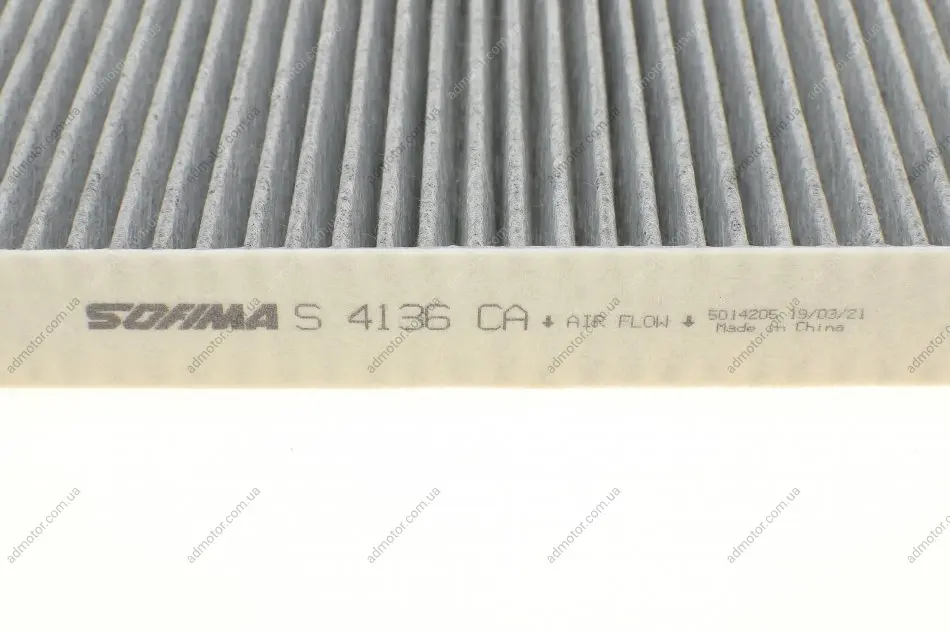 SOFIMA S 4136 CA ↓ AIR FLOW ↓ 5014205 19/03/21
Made in China
admotor.com.ua